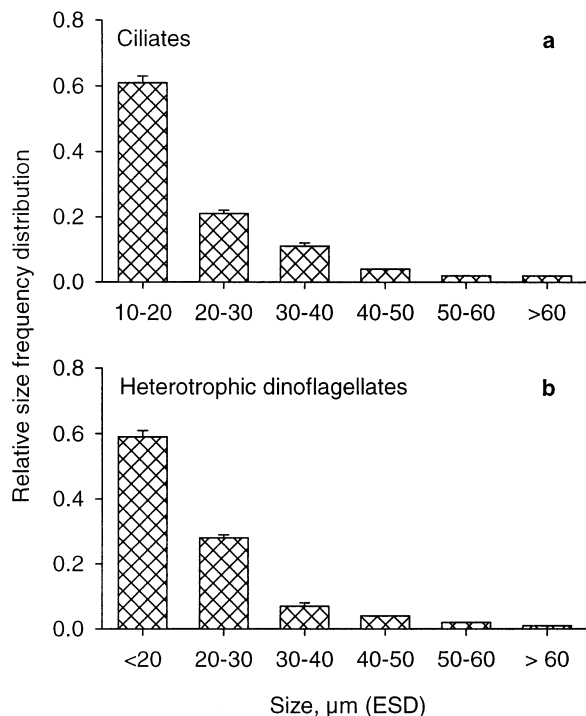 Relative size frequency distribution
Ciliates
a
0.8
0.6
0.4
0.2
0.0
10-20 20-30 30-40 40-50 50-60 >60
Heterotrophic dinoflagellates
b
0.8
0.6
0.4
0.2
0.0
<20 20-30 30-40 40-50 50-60 > 60
Size, μm (ESD)